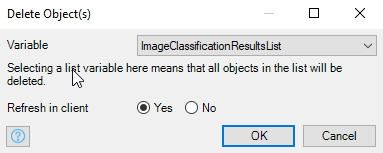 Delete Object(s)
Variable ImageClassificationResultsList
Selecting a list variable here means that all objects in the list will be
deleted.
Refresh in client Yes No
? OK Cancel